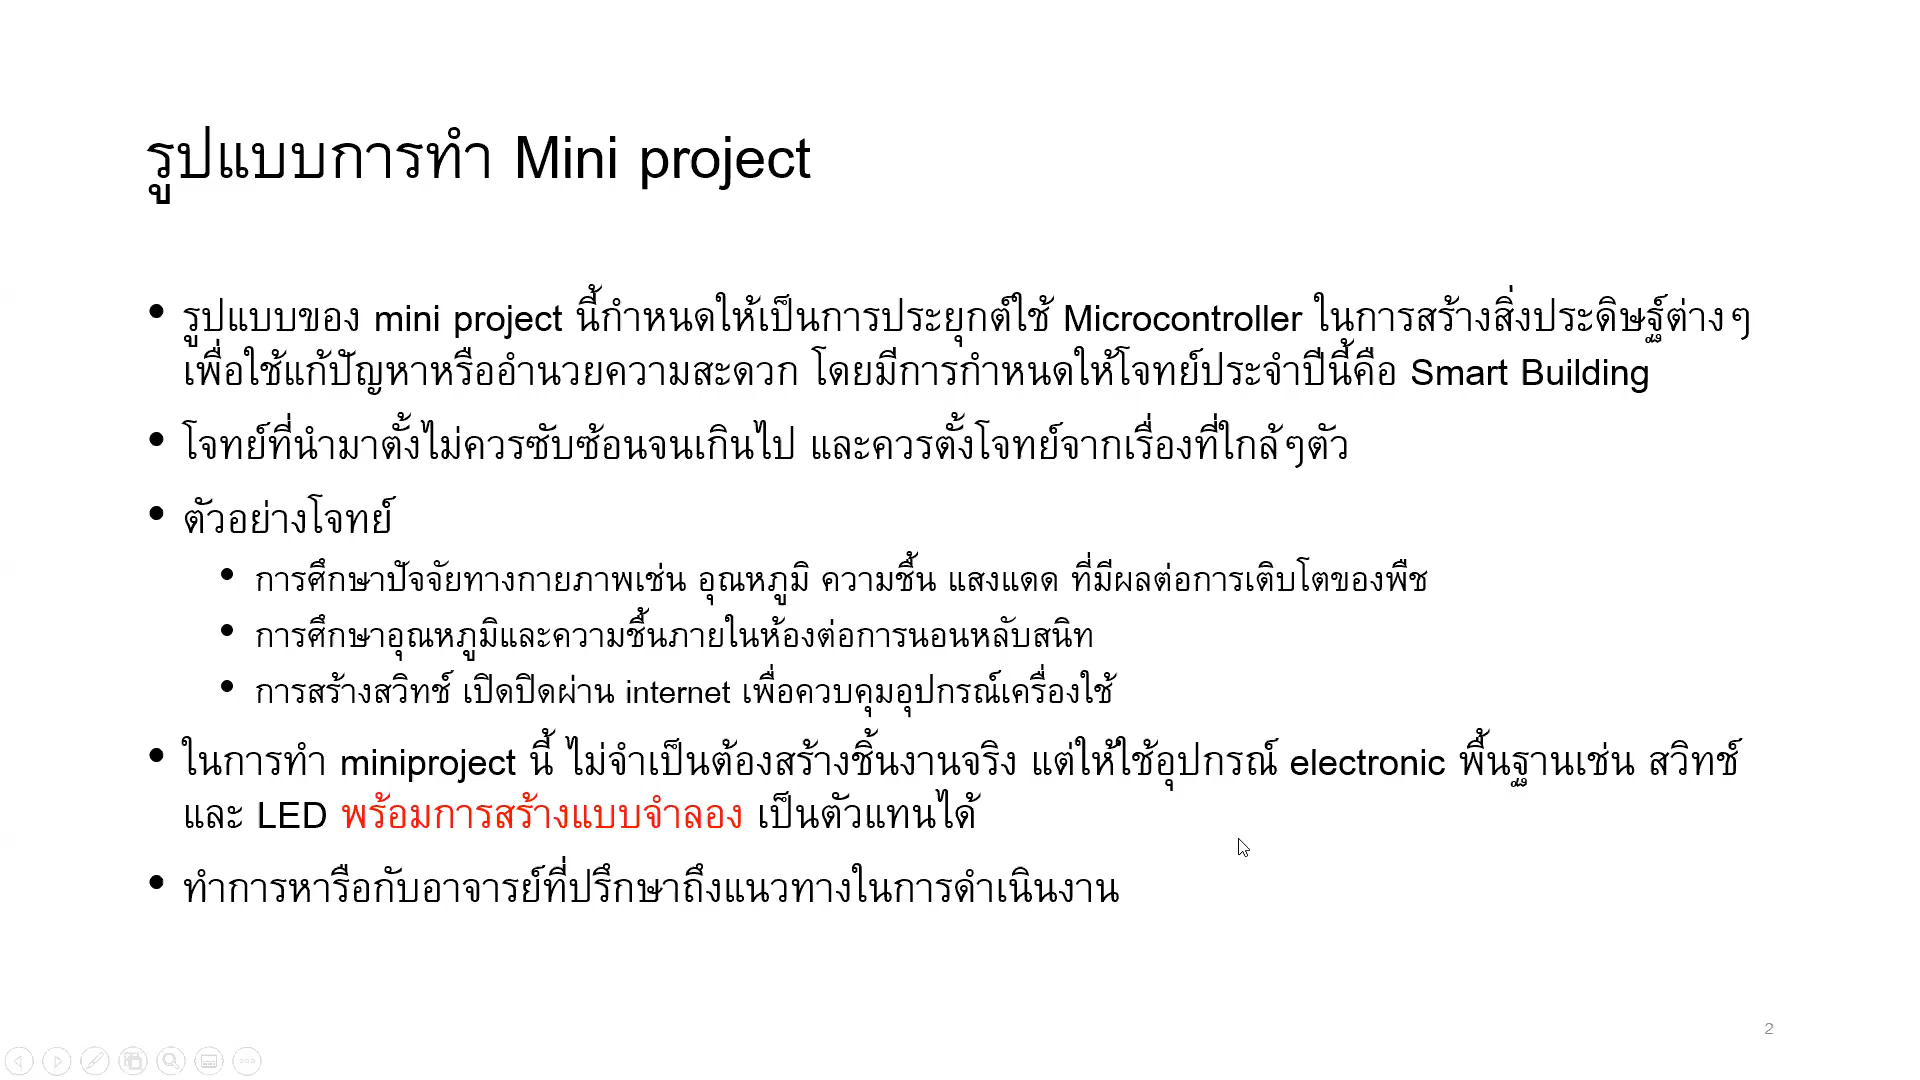 รูปแบบการทำ Mini project
• รูปแบบของ mini project นี้กำหนดให้เป็นการประยุกต์ใช้ Microcontroller ในการสร้างสิ่งประดิษฐ์ต่างๆ
เพื่อใช้แก้ปัญหาหรืออำนวยความสะดวก โดยมีการกำหนดให้โจทย์ประจำปีนี้คือ Smart Building
• โจทย์ที่นำมาตั้งไม่ควรซับซ้อนจนเกินไป และควรตั้งโจทย์จากเรื่องที่ใกล้ๆตัว
• ตัวอย่างโจทย์
• การศึกษาปัจจัยทางกายภาพเช่น อุณหภูมิ ความชื้น แสงแดด ที่มีผลต่อการเติบโตของพืช
• การศึกษาอุณหภูมิและความชื้นภายในห้องต่อการนอนหลับสนิท
• การสร้างสวิทช์ เปิดปิดผ่าน internet เพื่อควบคุมอุปกรณ์เครื่องใช้
• ในการทำ miniproject นี้ ไม่จำเป็นต้องสร้างชิ้นงานจริง แต่ให้ใช้อุปกรณ์ electronic พื้นฐานเช่น สวิทช์
และ LED พร้อมการสร้างแบบจำลอง เป็นตัวแทนได้
• ทำการหารือกับอาจารย์ที่ปรึกษาถึงแนวทางในการดำเนินงาน
2